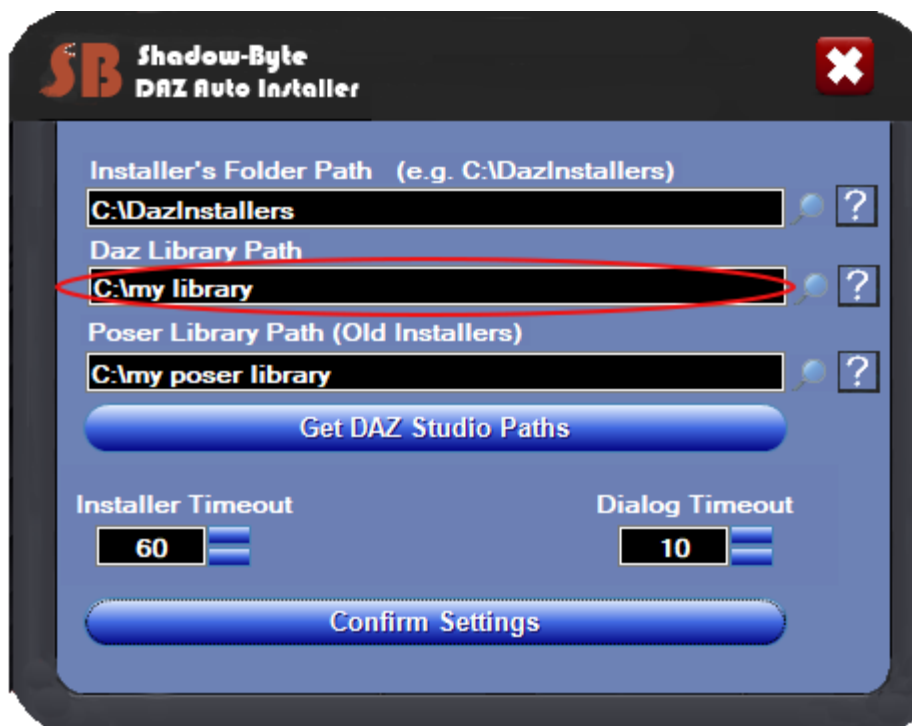 SB Shadow-Byte
DAZ Auto Installer
Installer's Folder Path (e.g. C:\DazInstallers)
C:\DazInstallers
?
Daz Library Path
C:\my library
?
Poser Library Path (Old Installers)
C:\my poser library
?
Get DAZ Studio Paths
Installer Timeout
Dialog Timeout
60
10
Confirm Settings